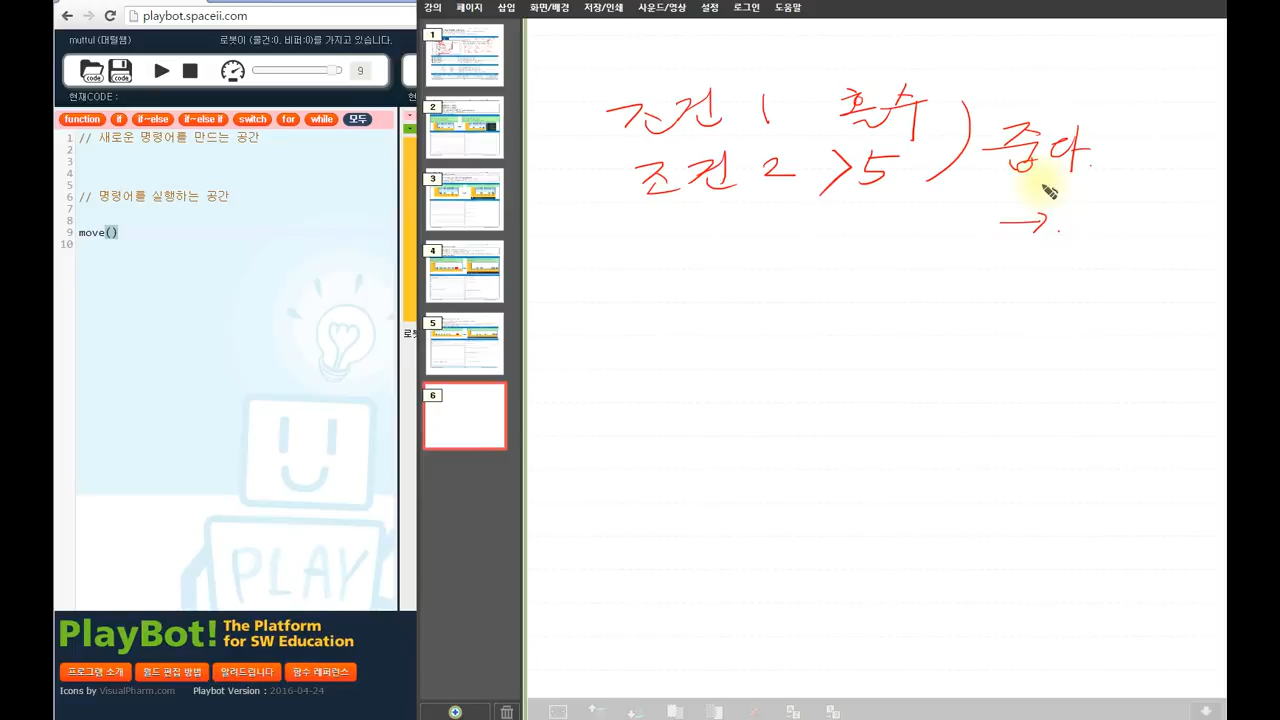 playbot.spaceii.com
강의 페이지 삽입 화면/배경 저장/인쇄 사운드/영상 설정 로그인 도움말
muttul (머털샘) 로봇이 (물건:0, 비퍼:0)를 가지고 있습니다.
code code 9
현재CODE :
function if if~else if~else if switch for while 모두
1 // 새로운 명령어를 만드는 공간
2
3
4
5
6 // 명령어를 실행하는 공간
7
8
9 move()
10
로봇
PLAY
PlayBot! The Platform
for SW Education
프로그램 소개 월드 편집 방법 알려드립니다 함수 레퍼런스
Icons by VisualPharm.com Playbot Version : 2016-04-24
1
2
3
4
5
6
조건 1 홀수
조건 2 >5
줍다.
→.